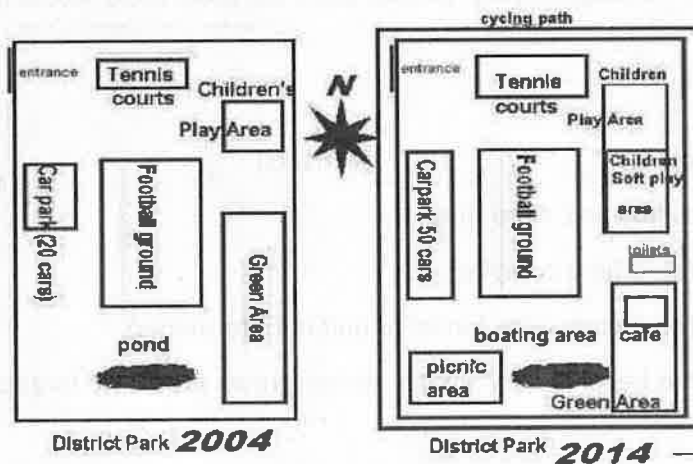 entrance
Tennis
courts
Children's
Play Area
Car park (20 cars)
Football ground
Green Area
pond
District Park 2004
N
cycing path
entrance
Tennis
courts
Children
Play Area
Children
Soft play
area
Carpark 50 cars
Football ground
toilets
boating area
cafe
picnic
area
Green Area
District Park 2014